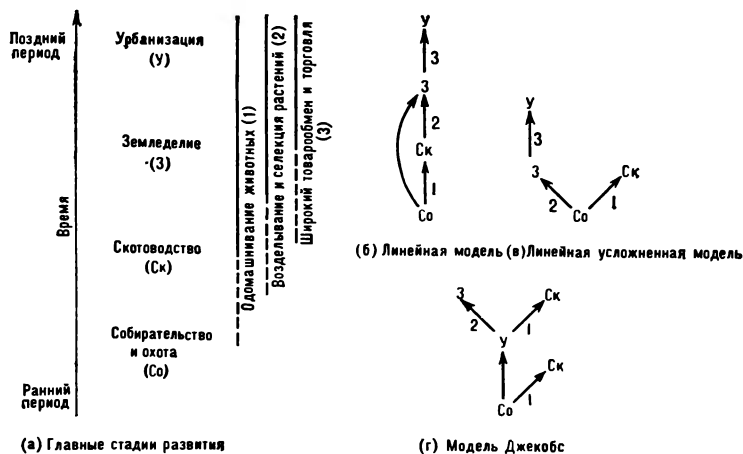 Поздний
период
Время
Ранний
период
Урбанизация
(У)
Земледелие
(З)
Скотоводство
(Ск)
Собирательство
и охота
(Со)
Одомашнивание животных (1)
Возделывание и селекция растений (2)
Широкий товарообмен и торговля
(3)
(а) Главные стадии развития
У
3
З
2
Ск
1
Со
(б) Линейная модель
У
3
З
Ск
2
1
Со
(в) Линейная усложненная модель
З
Ск
2
1
У
Ск
1
Со
(г) Модель Джекобс